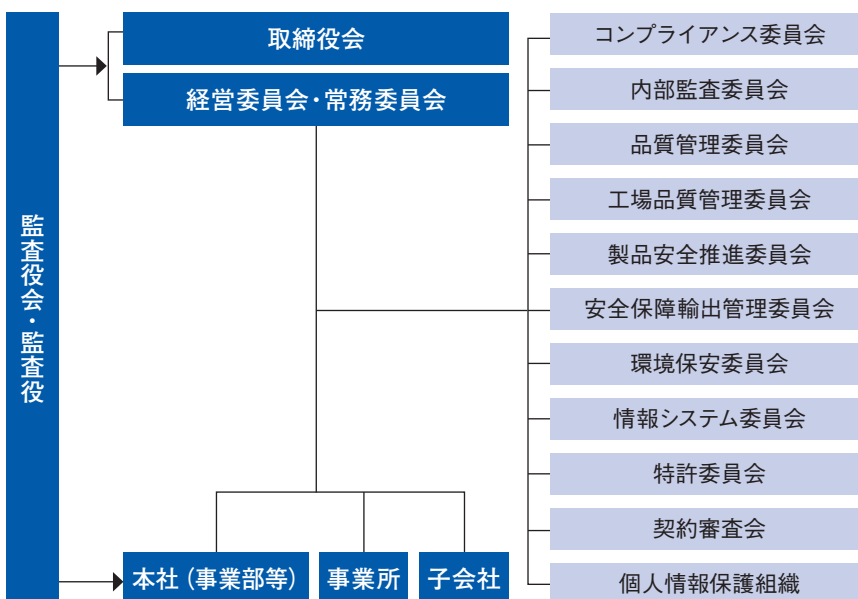 監査役会・監査役
取締役会
経営委員会・常務委員会
本社（事業部等）
事業所
子会社
コンプライアンス委員会
内部監査委員会
品質管理委員会
工場品質管理委員会
製品安全推進委員会
安全保障輸出管理委員会
環境保安委員会
情報システム委員会
特許委員会
契約審査会
個人情報保護組織